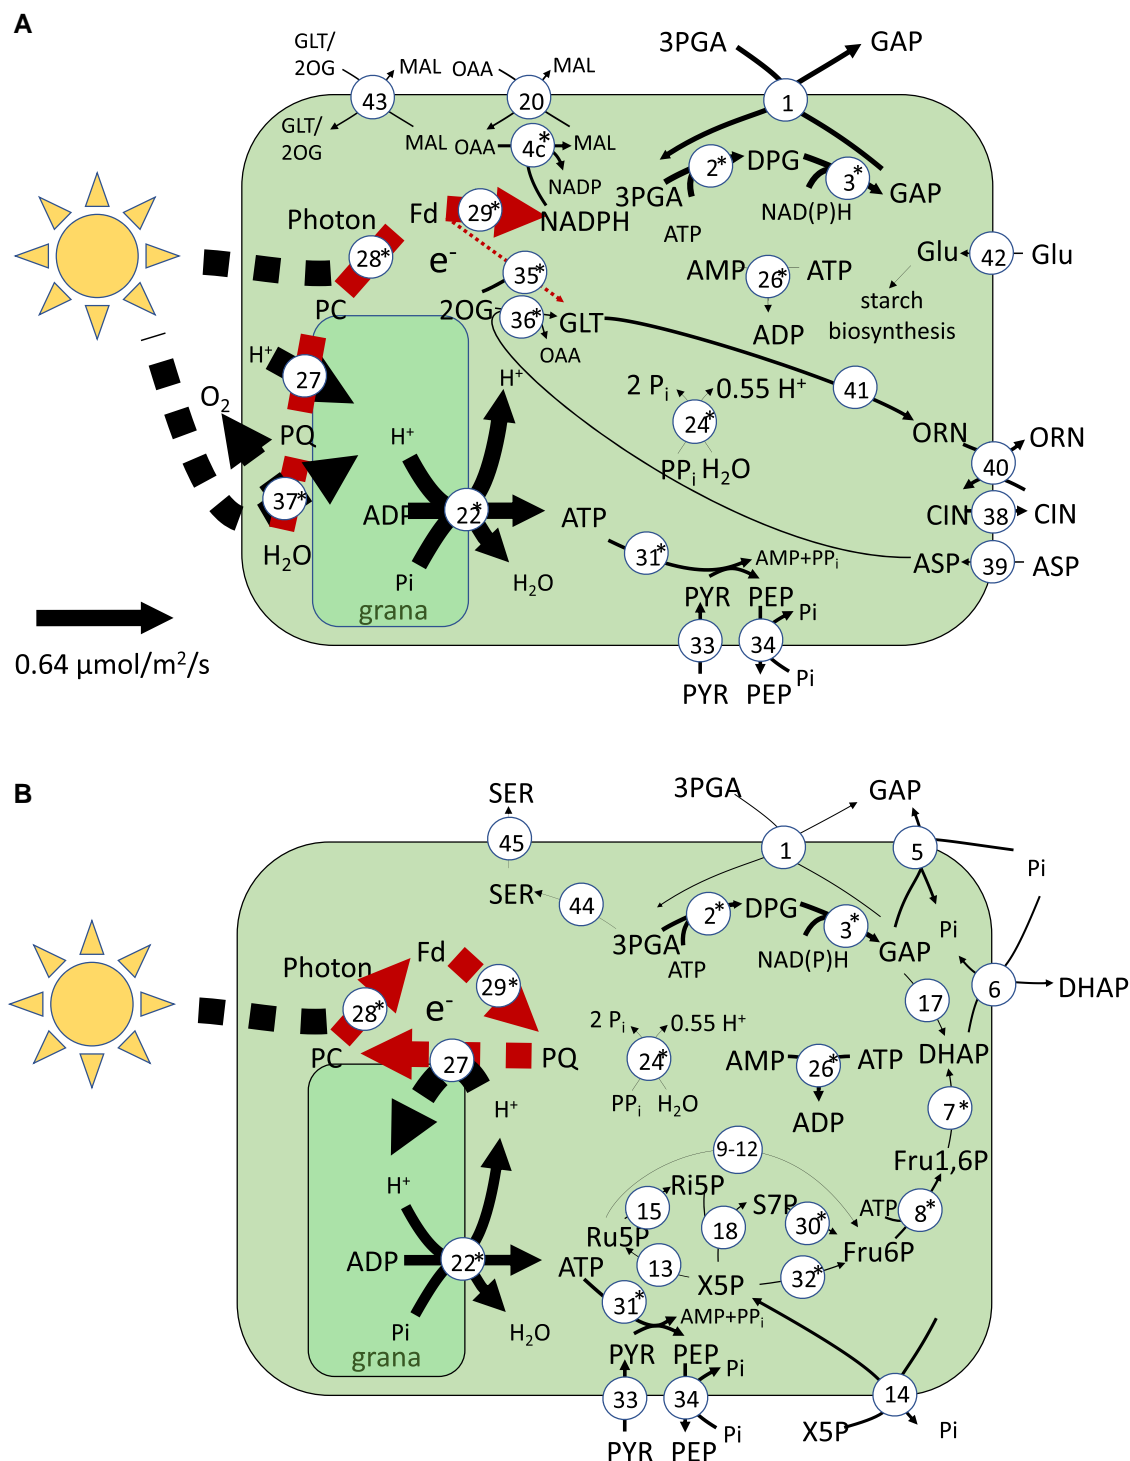 A
GLT/
2OG
MAL
OAA
MAL
3PGA
GAP
43
20
1
GLT/
2OG
MAL
OAA
4c*
MAL
NADP
2*
DPG
3*
3PGA
GAP
NAD(P)H
ATP
Photon
Fd
29*
NADPH
28*
e-
35*
AMP
26*
ATP
ADP
Glu
42
Glu
starch
biosynthesis
PC
2OG
36*
GLT
OAA
H+
27
O2
H+
2 Pi
0.55 H+
41
24*
PPi
H2O
ORN
ORN
40
PQ
H+
37*
ADP
22*
ATP
CIN
38
CIN
H2O
31*
AMP+PPi
ASP
39
ASP
Pi
H2O
grana
PYR
PEP
Pi
33
34
Pi
PYR
PEP
0.64 µmol/m2/s
B
SER
3PGA
GAP
45
1
5
Pi
SER
44
2*
DPG
3*
3PGA
ATP
NAD(P)H
GAP
Pi
Fd
Photon
29*
28*
e-
6
DHAP
17
PC
27
PQ
2 Pi
0.55 H+
24*
PPi
H2O
AMP
26*
ATP
DHAP
ADP
H+
7*
9-12
Fru1,6P
H+
Ri5P
15
S7P
30*
ATP
8*
18
Ru5P
Fru6P
ADP
22*
ATP
13
X5P
32*
31*
AMP+PPi
Pi
H2O
grana
PYR
PEP
Pi
33
34
14
Pi
X5P
Pi
PYR
PEP